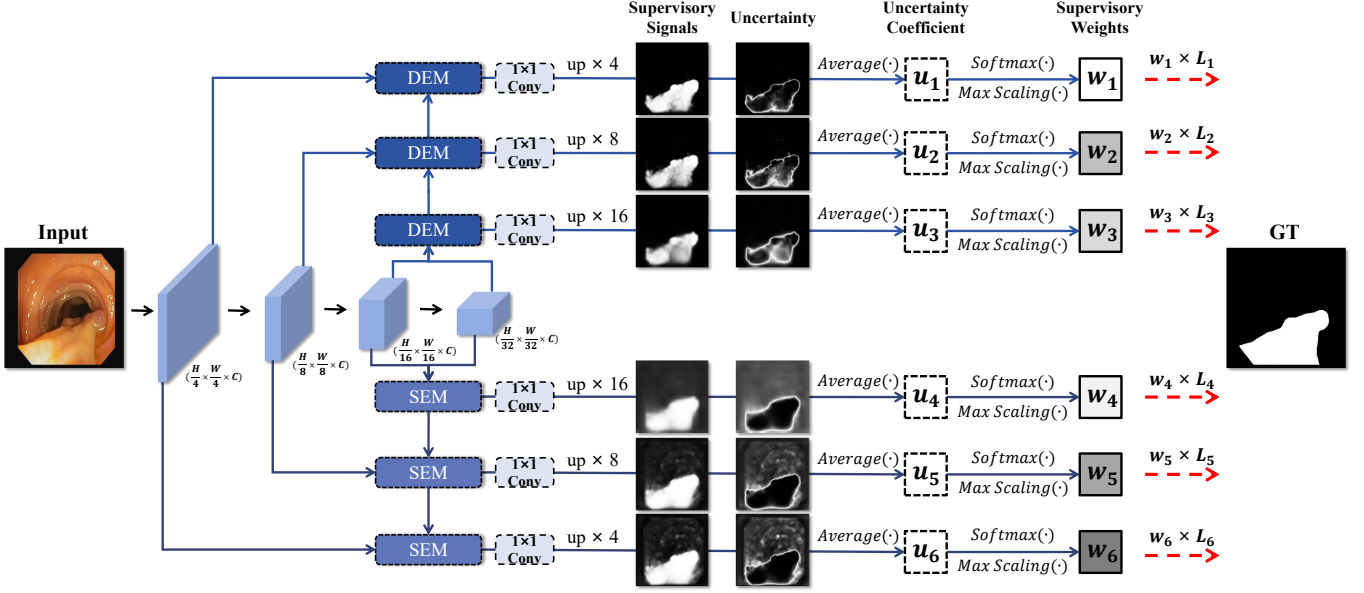 Supervisory Signals
Uncertainty
Uncertainty Coefficient
Supervisory Weights
DEM
1×1 Conv
up × 4
Average(·)
u1
Softmax(·)
Max Scaling(·)
w1
w1 × L1
DEM
1×1 Conv
up × 8
Average(·)
u2
Softmax(·)
Max Scaling(·)
w2
w2 × L2
DEM
1×1 Conv
up × 16
Average(·)
u3
Softmax(·)
Max Scaling(·)
w3
w3 × L3
Input
GT
(H/4 × W/4 × C)
(H/8 × W/8 × C)
(H/16 × W/16 × C)
(H/32 × W/32 × C)
SEM
1×1 Conv
up × 16
Average(·)
u4
Softmax(·)
Max Scaling(·)
w4
w4 × L4
SEM
1×1 Conv
up × 8
Average(·)
u5
Softmax(·)
Max Scaling(·)
w5
w5 × L5
SEM
1×1 Conv
up × 4
Average(·)
u6
Softmax(·)
Max Scaling(·)
w6
w6 × L6